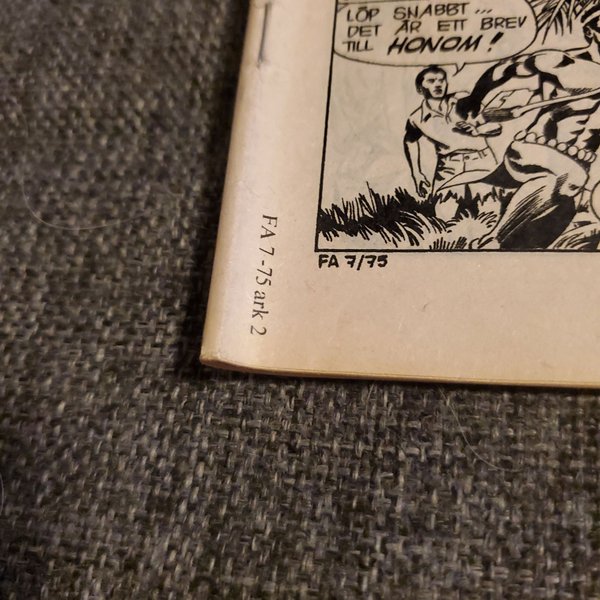 LÖP SNABBT...
DET ÄR ETT BREV
TILL HONOM!
FA 7/75
FA 7-75 ark 2